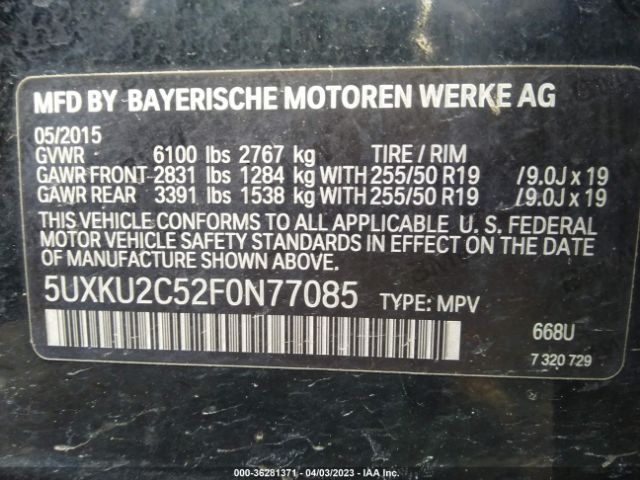 MFD BY BAYERISCHE MOTOREN WERKE AG
05/2015
GVWR 6100 lbs 2767 kg TIRE / RIM
GAWR FRONT 2831 lbs 1284 kg WITH 255/50 R19 /9.0J x 19
GAWR REAR 3391 lbs 1538 kg WITH 255/50 R19 /9.0J x 19
THIS VEHICLE CONFORMS TO ALL APPLICABLE U. S. FEDERAL
MOTOR VEHICLE SAFETY STANDARDS IN EFFECT ON THE DATE
OF MANUFACTURE SHOWN ABOVE.
5UXKU2C52F0N77085 TYPE: MPV
668U
7 320 729
000-36281371 - 04/03/2023 - IAA Inc.